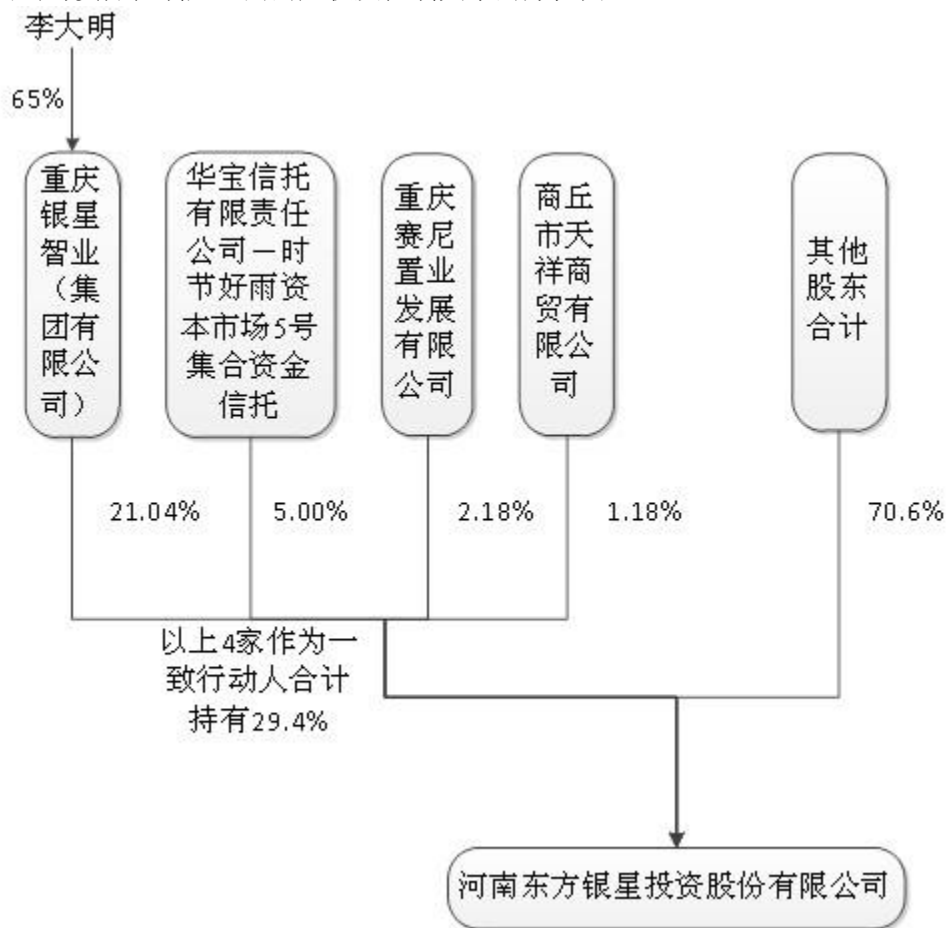 李大明
65%
重庆
银星
智业
（集
团有
限公
司）
华宝信托
有限责任
公司－时
节好雨资
本市场5号
集合资金
信托
重庆
赛尼
置业
发展
有限
公司
商丘
市天
祥商
贸有
限公
司
其他
股东
合计
21.04%
5.00%
2.18%
1.18%
70.6%
以上4家作为一
致行动人合计
持有29.4%
河南东方银星投资股份有限公司